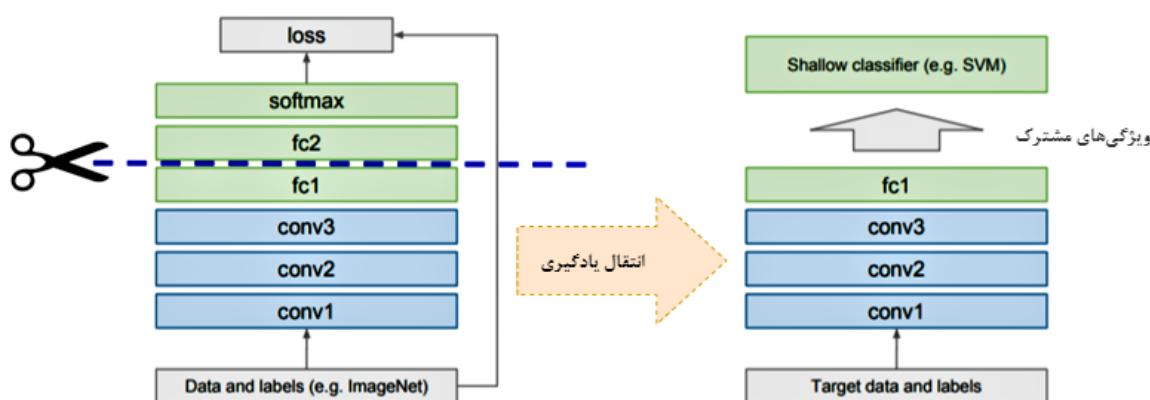 loss
softmax
fc2
fc1
conv3
conv2
conv1
Data and labels (e.g. ImageNet)
انتقال یادگیری
Shallow classifier (e.g. SVM)
ویژگی‌های مشترک
fc1
conv3
conv2
conv1
Target data and labels